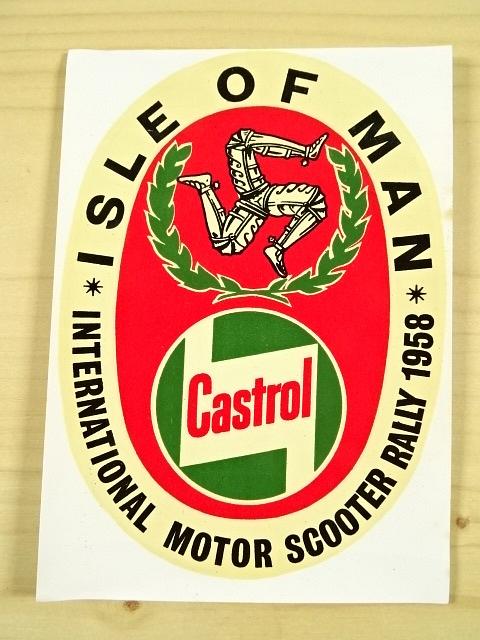 ISLE OF MAN
Castrol
* INTERNATIONAL MOTOR SCOOTER RALLY 1958 *